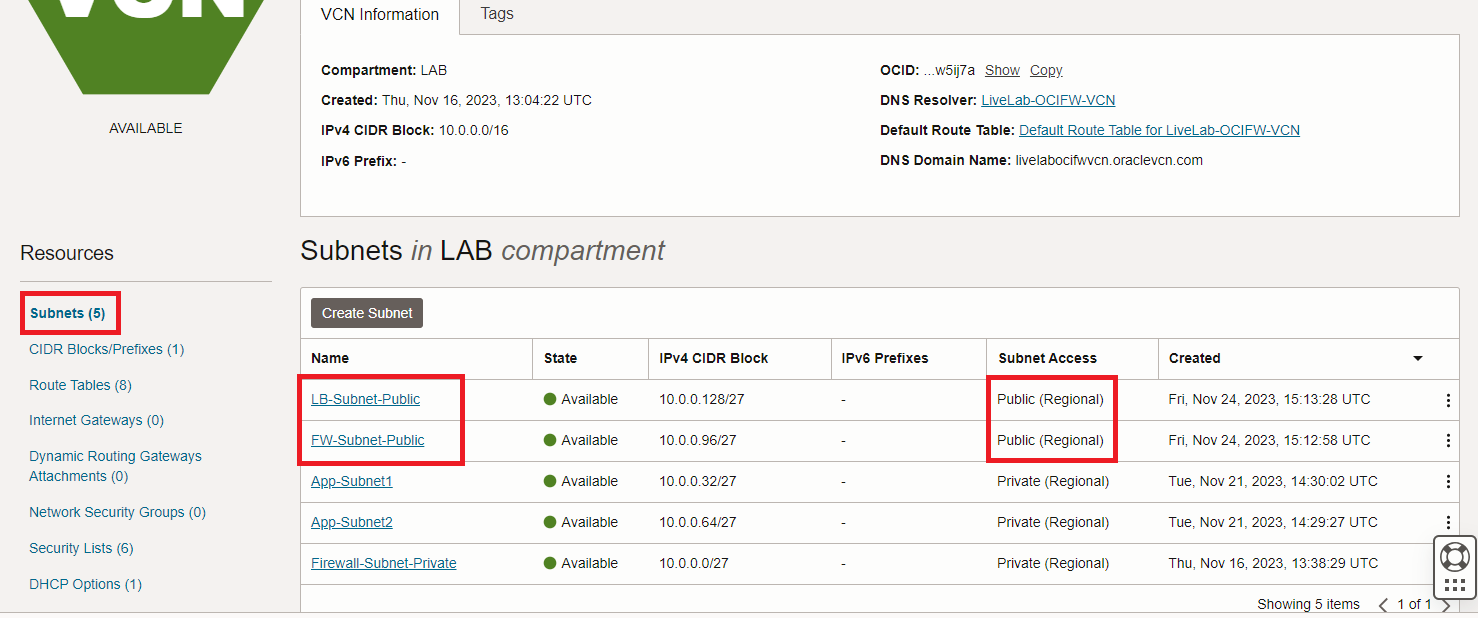 VCN
AVAILABLE
VCN Information
Tags
Compartment: LAB
Created: Thu, Nov 16, 2023, 13:04:22 UTC
IPv4 CIDR Block: 10.0.0.0/16
IPv6 Prefix: -
OCID: ...w5ij7a Show Copy
DNS Resolver: LiveLab-OCIFW-VCN
Default Route Table: Default Route Table for LiveLab-OCIFW-VCN
DNS Domain Name: livelabocifwvcn.oraclevcn.com
Resources
Subnets (5)
CIDR Blocks/Prefixes (1)
Route Tables (8)
Internet Gateways (0)
Dynamic Routing Gateways
Attachments (0)
Network Security Groups (0)
Security Lists (6)
DHCP Options (1)
Subnets in LAB compartment
Create Subnet
Name State IPv4 CIDR Block IPv6 Prefixes Subnet Access Created
LB-Subnet-Public Available 10.0.0.128/27 - Public (Regional) Fri, Nov 24, 2023, 15:13:28 UTC
FW-Subnet-Public Available 10.0.0.96/27 - Public (Regional) Fri, Nov 24, 2023, 15:12:58 UTC
App-Subnet1 Available 10.0.0.32/27 - Private (Regional) Tue, Nov 21, 2023, 14:30:02 UTC
App-Subnet2 Available 10.0.0.64/27 - Private (Regional) Tue, Nov 21, 2023, 14:29:27 UTC
Firewall-Subnet-Private Available 10.0.0.0/27 - Private (Regional) Thu, Nov 16, 2023, 13:38:29 UTC
Showing 5 items 1 of 1